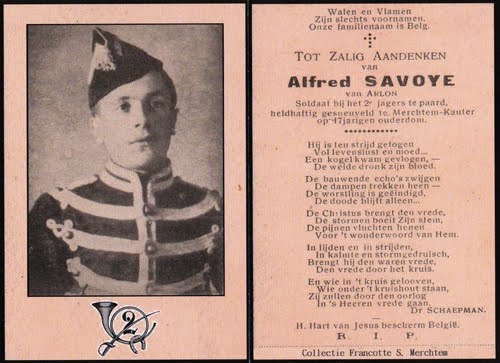 2
Walen en Vlamen
Zijn slechts voornamen.
Onze familienaam is Belg.
TOT ZALIG AANDENKEN
van
Alfred SAVOYE
van ARLON
Soldaat bij het 2e jagers te paard,
heldhaftig gesneuveld te Merchtem-Kauter
op 17jarigen ouderdom.
Hij is ten strijd getogen
Vol levenslust en moed...
Een kogel kwam gevlogen, —
De weide dronk zijn bloed.
De bauwende echo's zwijgen
De dampen trekken heen —
De worstling is geëindigd,
De doode blijft alleen...
De Christus brengt den vrede,
De stormen boeit Zijn stem,
De pijnen vluchten henen
Voor 't wonderwoord van Hem.
In lijden en in strijden,
In kalmte en stormgedruisch,
Brengt hij den waren vrede,
Den vrede door het kruis.
En wie in 't kruis gelooven,
Wie onder 't kruishout staan,
Zij zullen door den oorlog
In 's Heeren vrede gaan.
Dr SCHAEPMAN.
H. Hart van Jesus bescherm België.
R. I. P.
Collectie Francotte S. Merchtem